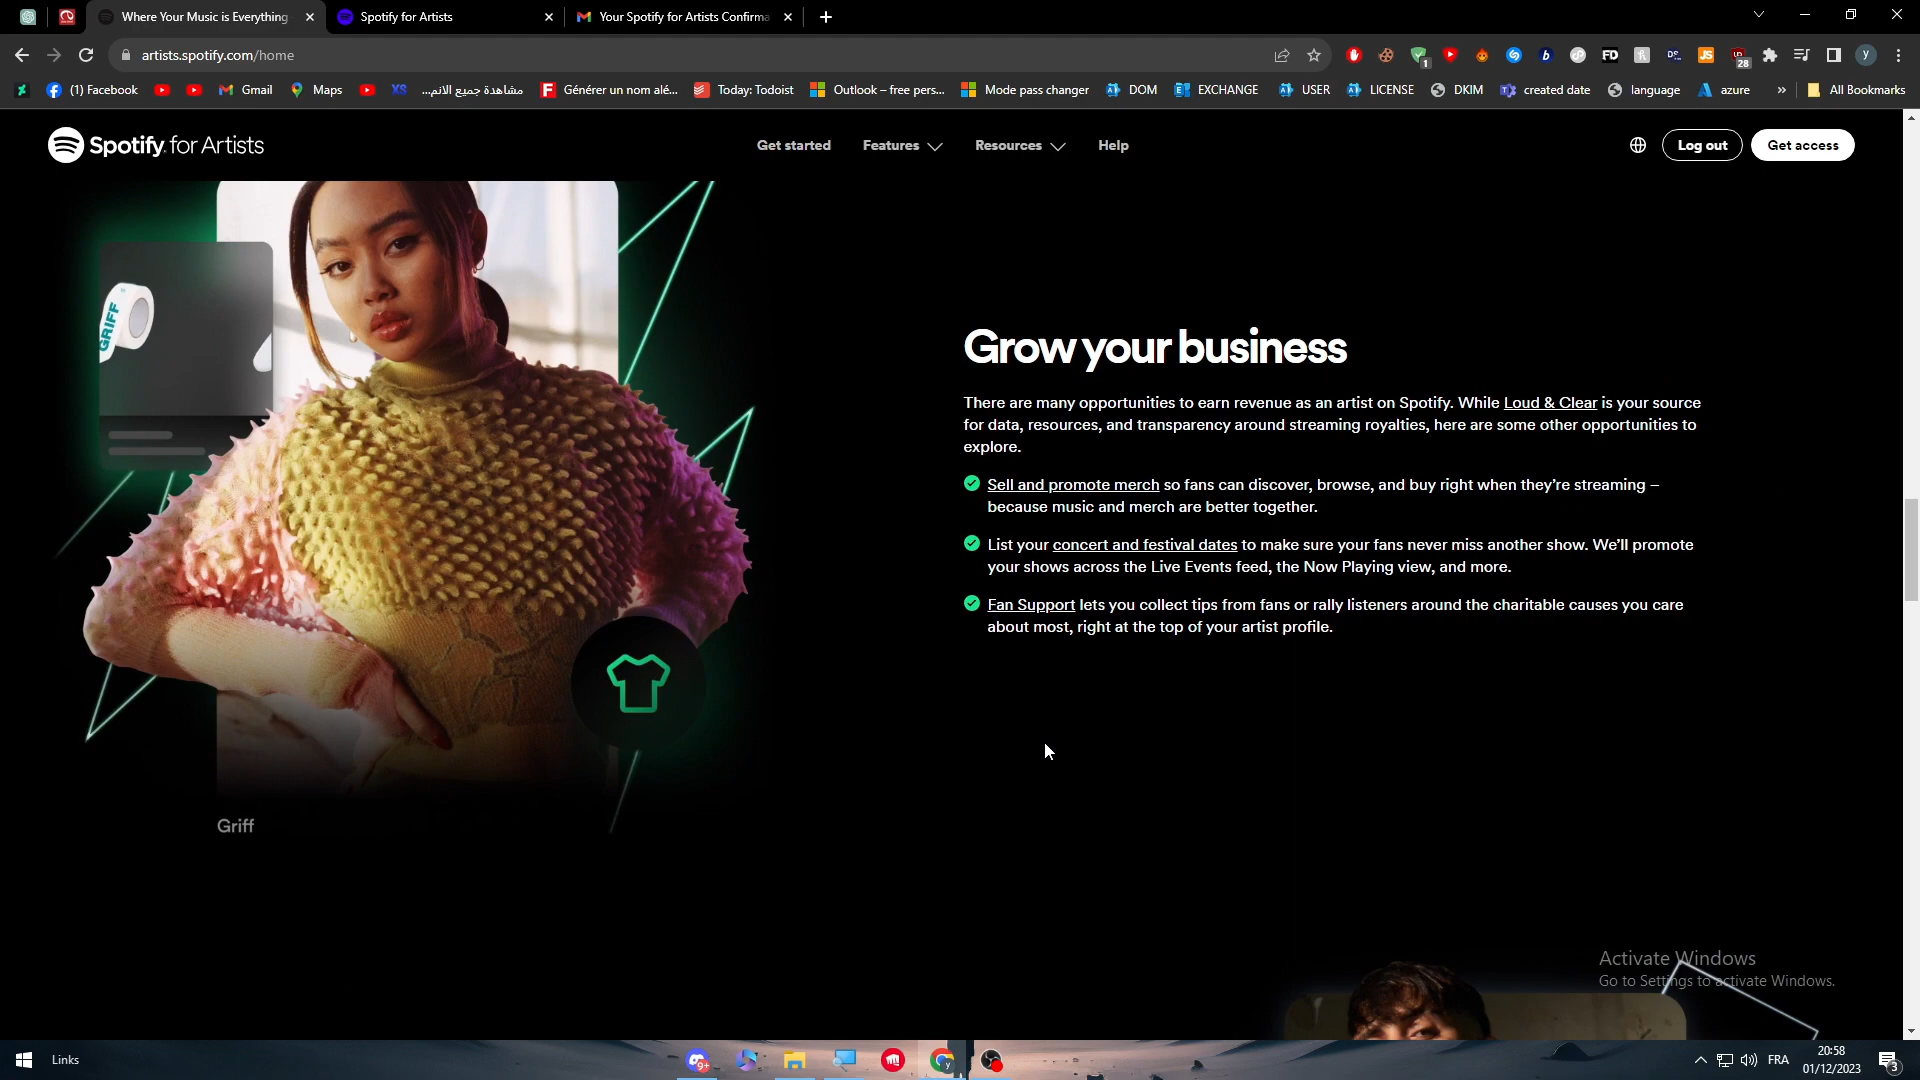 Where Your Music is Everything
Spotify for Artists
Your Spotify for Artists Confirma
artists.spotify.com/home
1
28
y
(1) Facebook
Gmail
Maps
XS
مشاهدة جميع الانم...
Générer un nom alé...
Today: Todoist
Outlook – free pers...
Mode pass changer
DOM
EXCHANGE
USER
LICENSE
DKIM
created date
language
azure
»
All Bookmarks
Spotify for Artists
Get started
Features
Resources
Help
Log out
Get access
GRIFF
Grow your business
There are many opportunities to earn revenue as an artist on Spotify. While Loud & Clear is your source
for data, resources, and transparency around streaming royalties, here are some other opportunities to
explore.
Sell and promote merch so fans can discover, browse, and buy right when they're streaming –
because music and merch are better together.
List your concert and festival dates to make sure your fans never miss another show. We'll promote
your shows across the Live Events feed, the Now Playing view, and more.
Fan Support lets you collect tips from fans or rally listeners around the charitable causes you care
about most, right at the top of your artist profile.
Griff
Activate Windows
Go to Settings to activate Windows.
Links
9+
FRA
20:58
01/12/2023
3